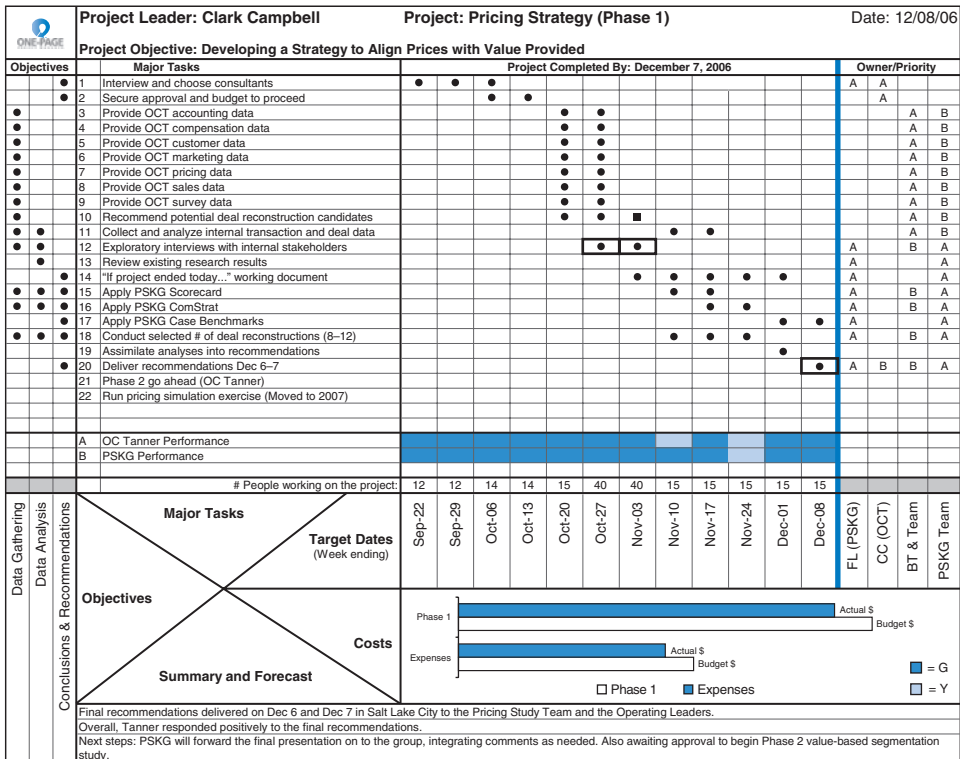 ONE-PAGE
Project Leader: Clark Campbell Project: Pricing Strategy (Phase 1) Date: 12/08/06
Project Objective: Developing a Strategy to Align Prices with Value Provided
Objectives Major Tasks Project Completed By: December 7, 2006 Owner/Priority
1 Interview and choose consultants A A
2 Secure approval and budget to proceed A
3 Provide OCT accounting data A B
4 Provide OCT compensation data A B
5 Provide OCT customer data A B
6 Provide OCT marketing data A B
7 Provide OCT pricing data A B
8 Provide OCT sales data A B
9 Provide OCT survey data A B
10 Recommend potential deal reconstruction candidates A B
11 Collect and analyze internal transaction and deal data A B
12 Exploratory interviews with internal stakeholders A B A
13 Review existing research results A A
14 "If project ended today..." working document A A
15 Apply PSKG Scorecard A B A
16 Apply PSKG ComStrat A B A
17 Apply PSKG Case Benchmarks A A
18 Conduct selected # of deal reconstructions (8–12) A B A
19 Assimilate analyses into recommendations
20 Deliver recommendations Dec 6–7 A B B A
21 Phase 2 go ahead (OC Tanner)
22 Run pricing simulation exercise (Moved to 2007)
A OC Tanner Performance
B PSKG Performance
# People working on the project: 12 12 14 14 15 40 40 15 15 15 15 15
Data Gathering
Data Analysis
Conclusions & Recommendations
Major Tasks
Target Dates
(Week ending)
Objectives
Costs
Summary and Forecast
Sep-22
Sep-29
Oct-06
Oct-13
Oct-20
Oct-27
Nov-03
Nov-10
Nov-17
Nov-24
Dec-01
Dec-08
FL (PSKG)
CC (OCT)
BT & Team
PSKG Team
Phase 1 Actual $
Budget $
Expenses Actual $
Budget $
Phase 1 Expenses
= G
= Y
Final recommendations delivered on Dec 6 and Dec 7 in Salt Lake City to the Pricing Study Team and the Operating Leaders.
Overall, Tanner responded positively to the final recommendations.
Next steps: PSKG will forward the final presentation on to the group, integrating comments as needed. Also awaiting approval to begin Phase 2 value-based segmentation
study.